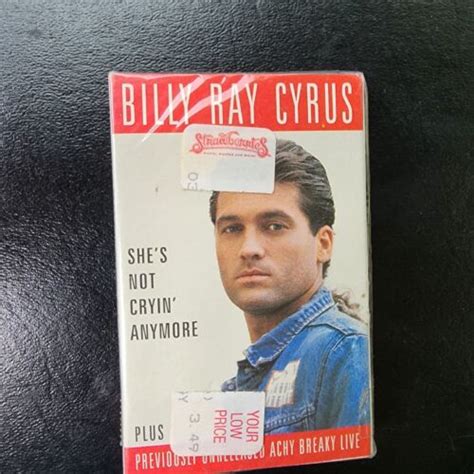 BILLY RAY CYRUS
Strawberries
03
SHE'S
NOT
CRYIN'
ANYMORE
YOUR
LOW
PRICE
3.49
PLUS
PREVIOUSLY UNRELEASED ACHY BREAKY LIVE